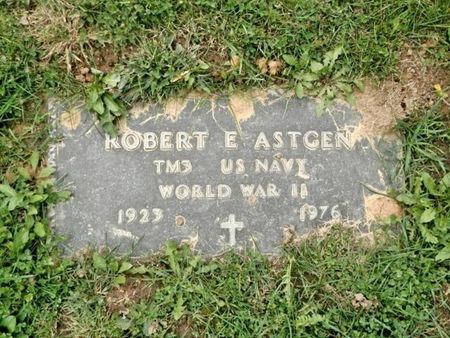 ROBERT E ASTGEN
TM3 US NAVY
WORLD WAR II
1923 1976